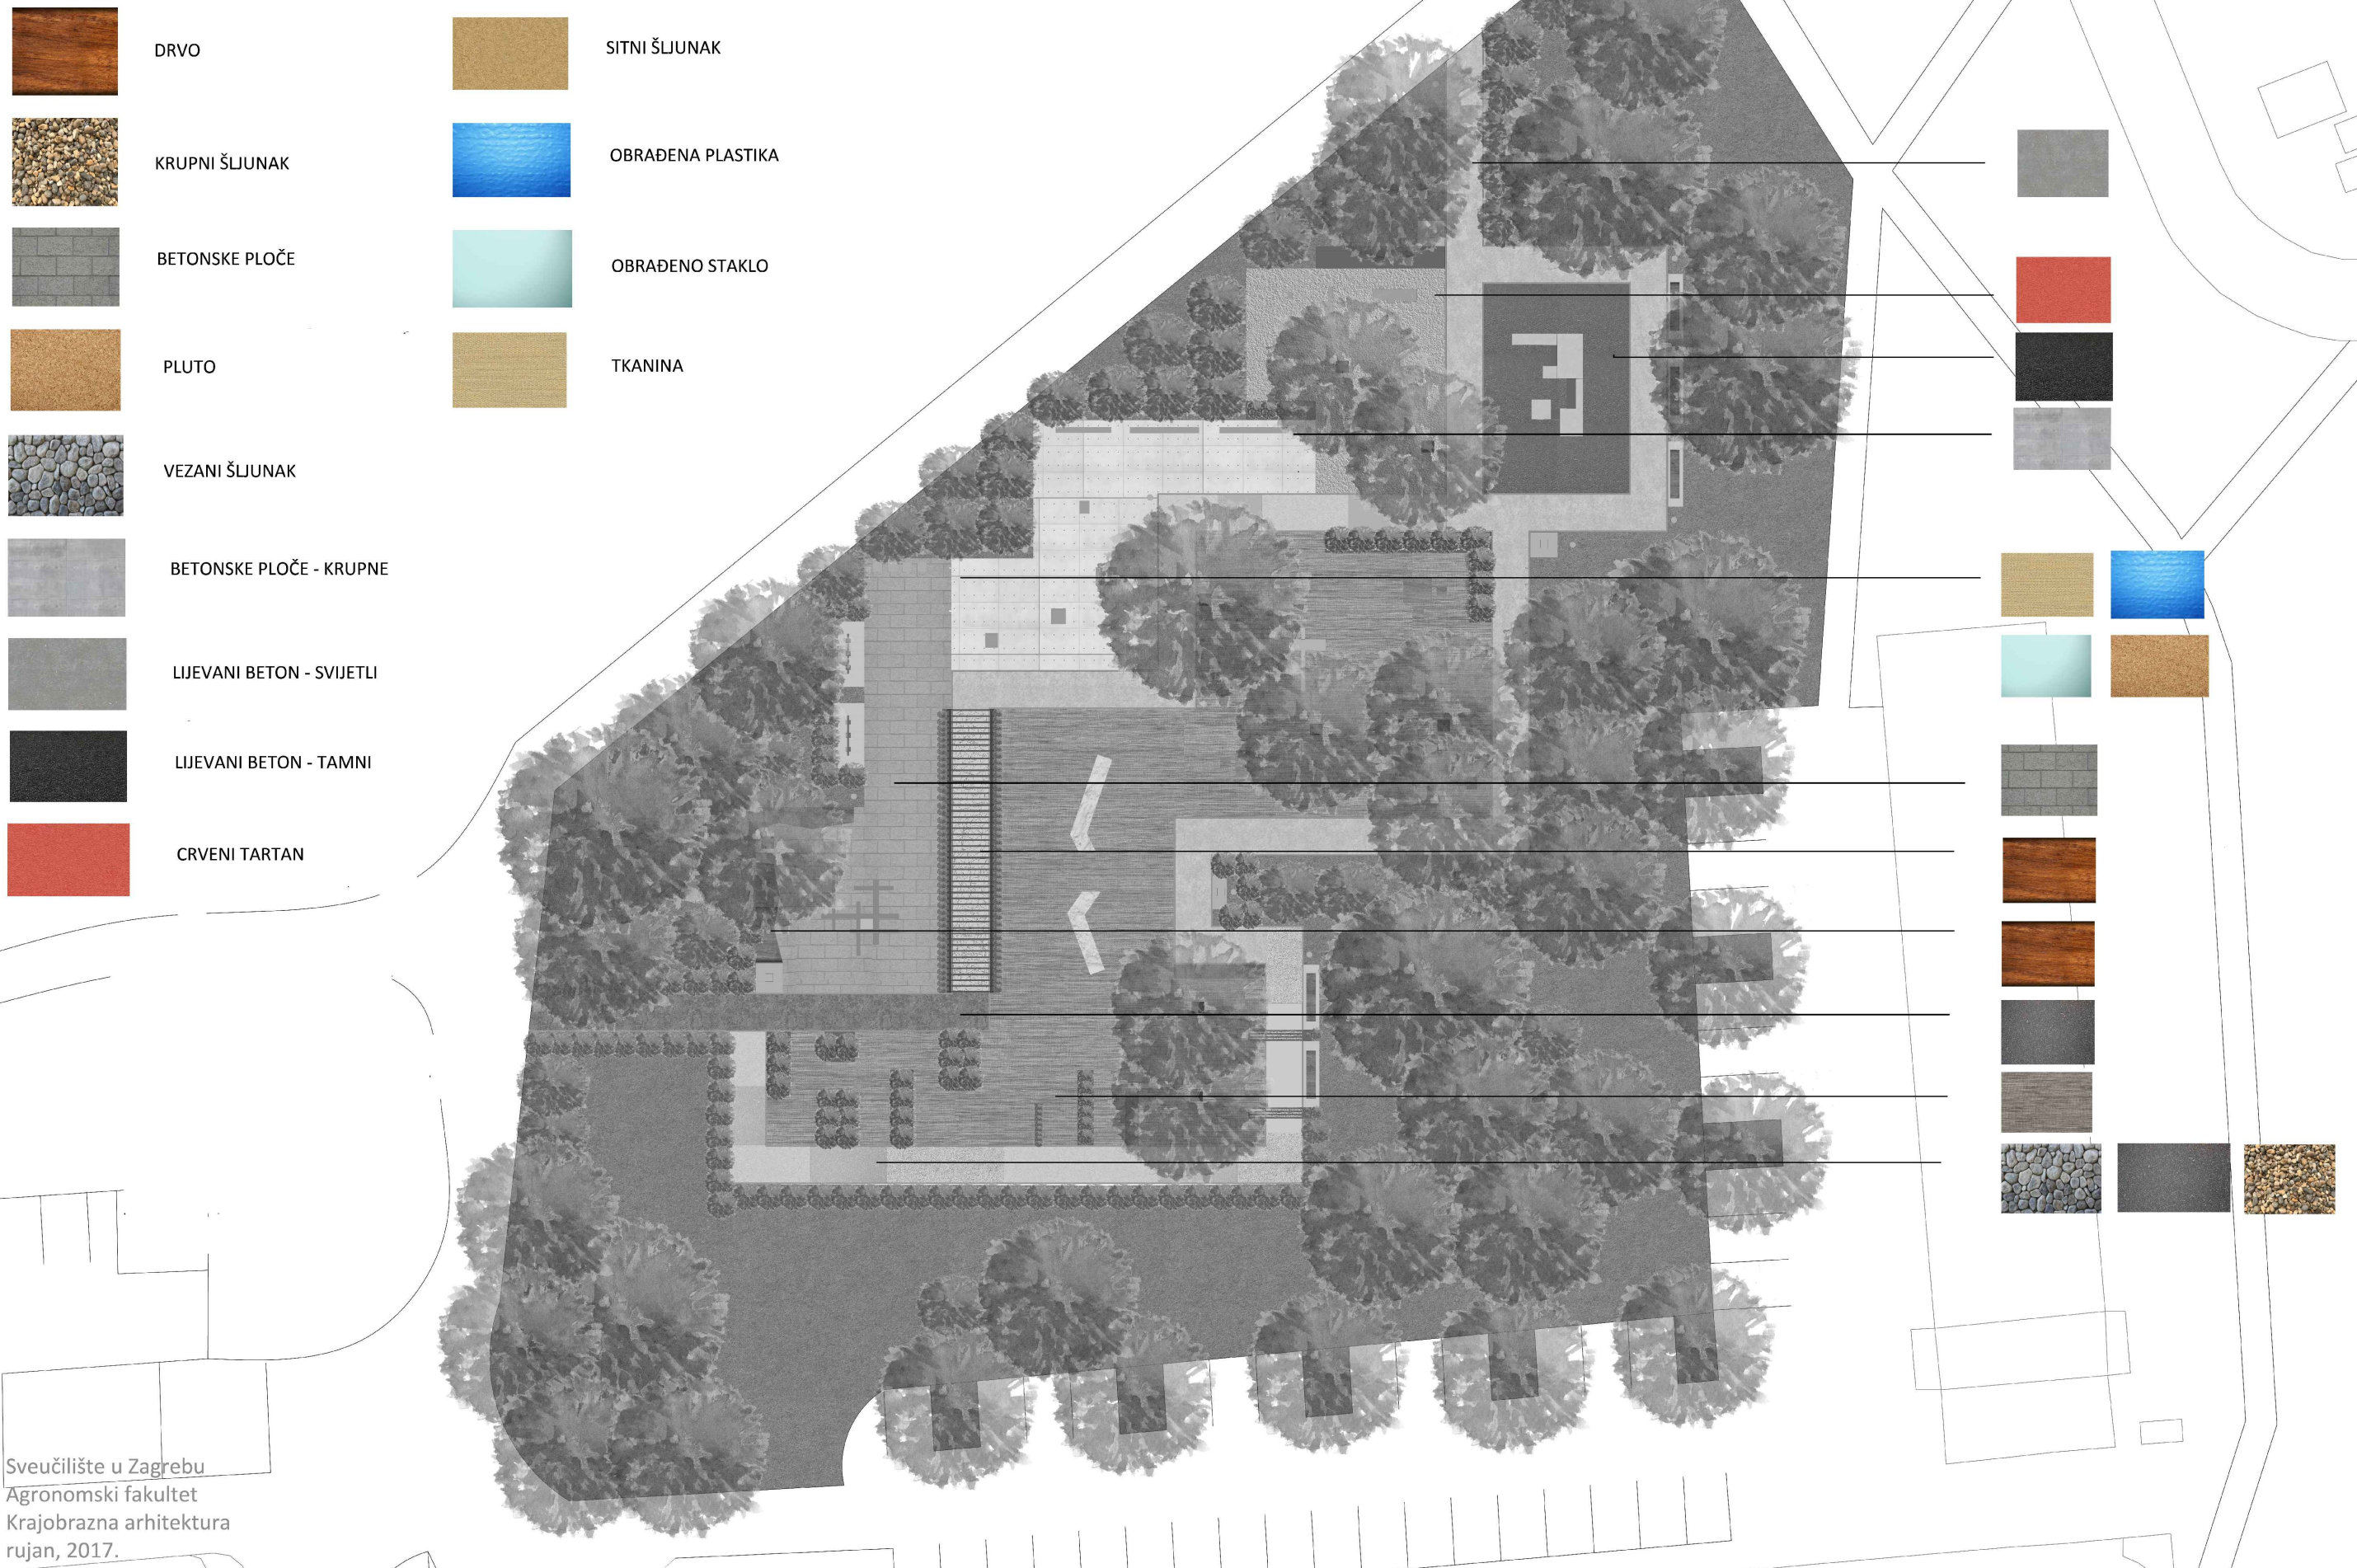 DRVO
KRUPNI ŠLJUNAK
BETONSKE PLOČE
PLUTO
VEZANI ŠLJUNAK
BETONSKE PLOČE - KRUPNE
LIJEVANI BETON - SVIJETLI
LIJEVANI BETON - TAMNI
CRVENI TARTAN
SITNI ŠLJUNAK
OBRAĐENA PLASTIKA
OBRAĐENO STAKLO
TKANINA
Sveučilište u Zagrebu
Agronomski fakultet
Krajobrazna arhitektura
rujan, 2017.